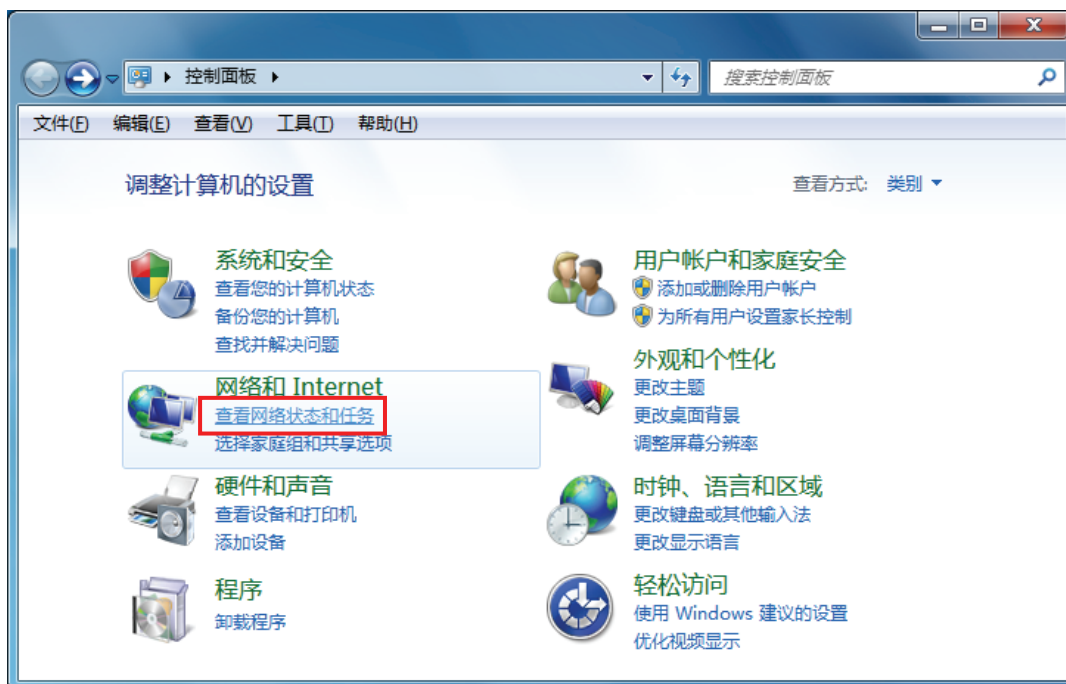 控制面板
搜索控制面板
文件(F) 编辑(E) 查看(V) 工具(T) 帮助(H)
调整计算机的设置
查看方式: 类别
系统和安全
查看您的计算机状态
备份您的计算机
查找并解决问题
网络和 Internet
查看网络状态和任务
选择家庭组和共享选项
硬件和声音
查看设备和打印机
添加设备
程序
卸载程序
用户帐户和家庭安全
添加或删除用户帐户
为所有用户设置家长控制
外观和个性化
更改主题
更改桌面背景
调整屏幕分辨率
时钟、语言和区域
更改键盘或其他输入法
更改显示语言
轻松访问
使用 Windows 建议的设置
优化视频显示